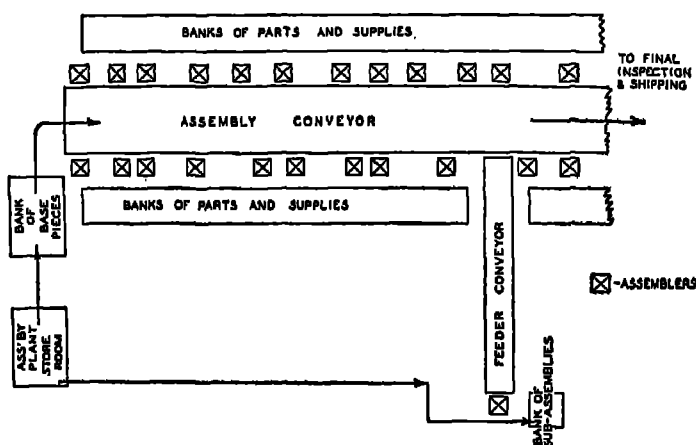 BANKS OF PARTS AND SUPPLIES.
TO FINAL
INSPECTION
& SHIPPING
ASSEMBLY CONVEYOR
BANKS OF PARTS AND SUPPLIES
BANK
OF
BASE
PIECES
FEEDER CONVEYOR
-ASSEMBLERS
ASS'BY
PLANT
STORE
ROOM
BANK OF
SUB-ASSEMBLIES